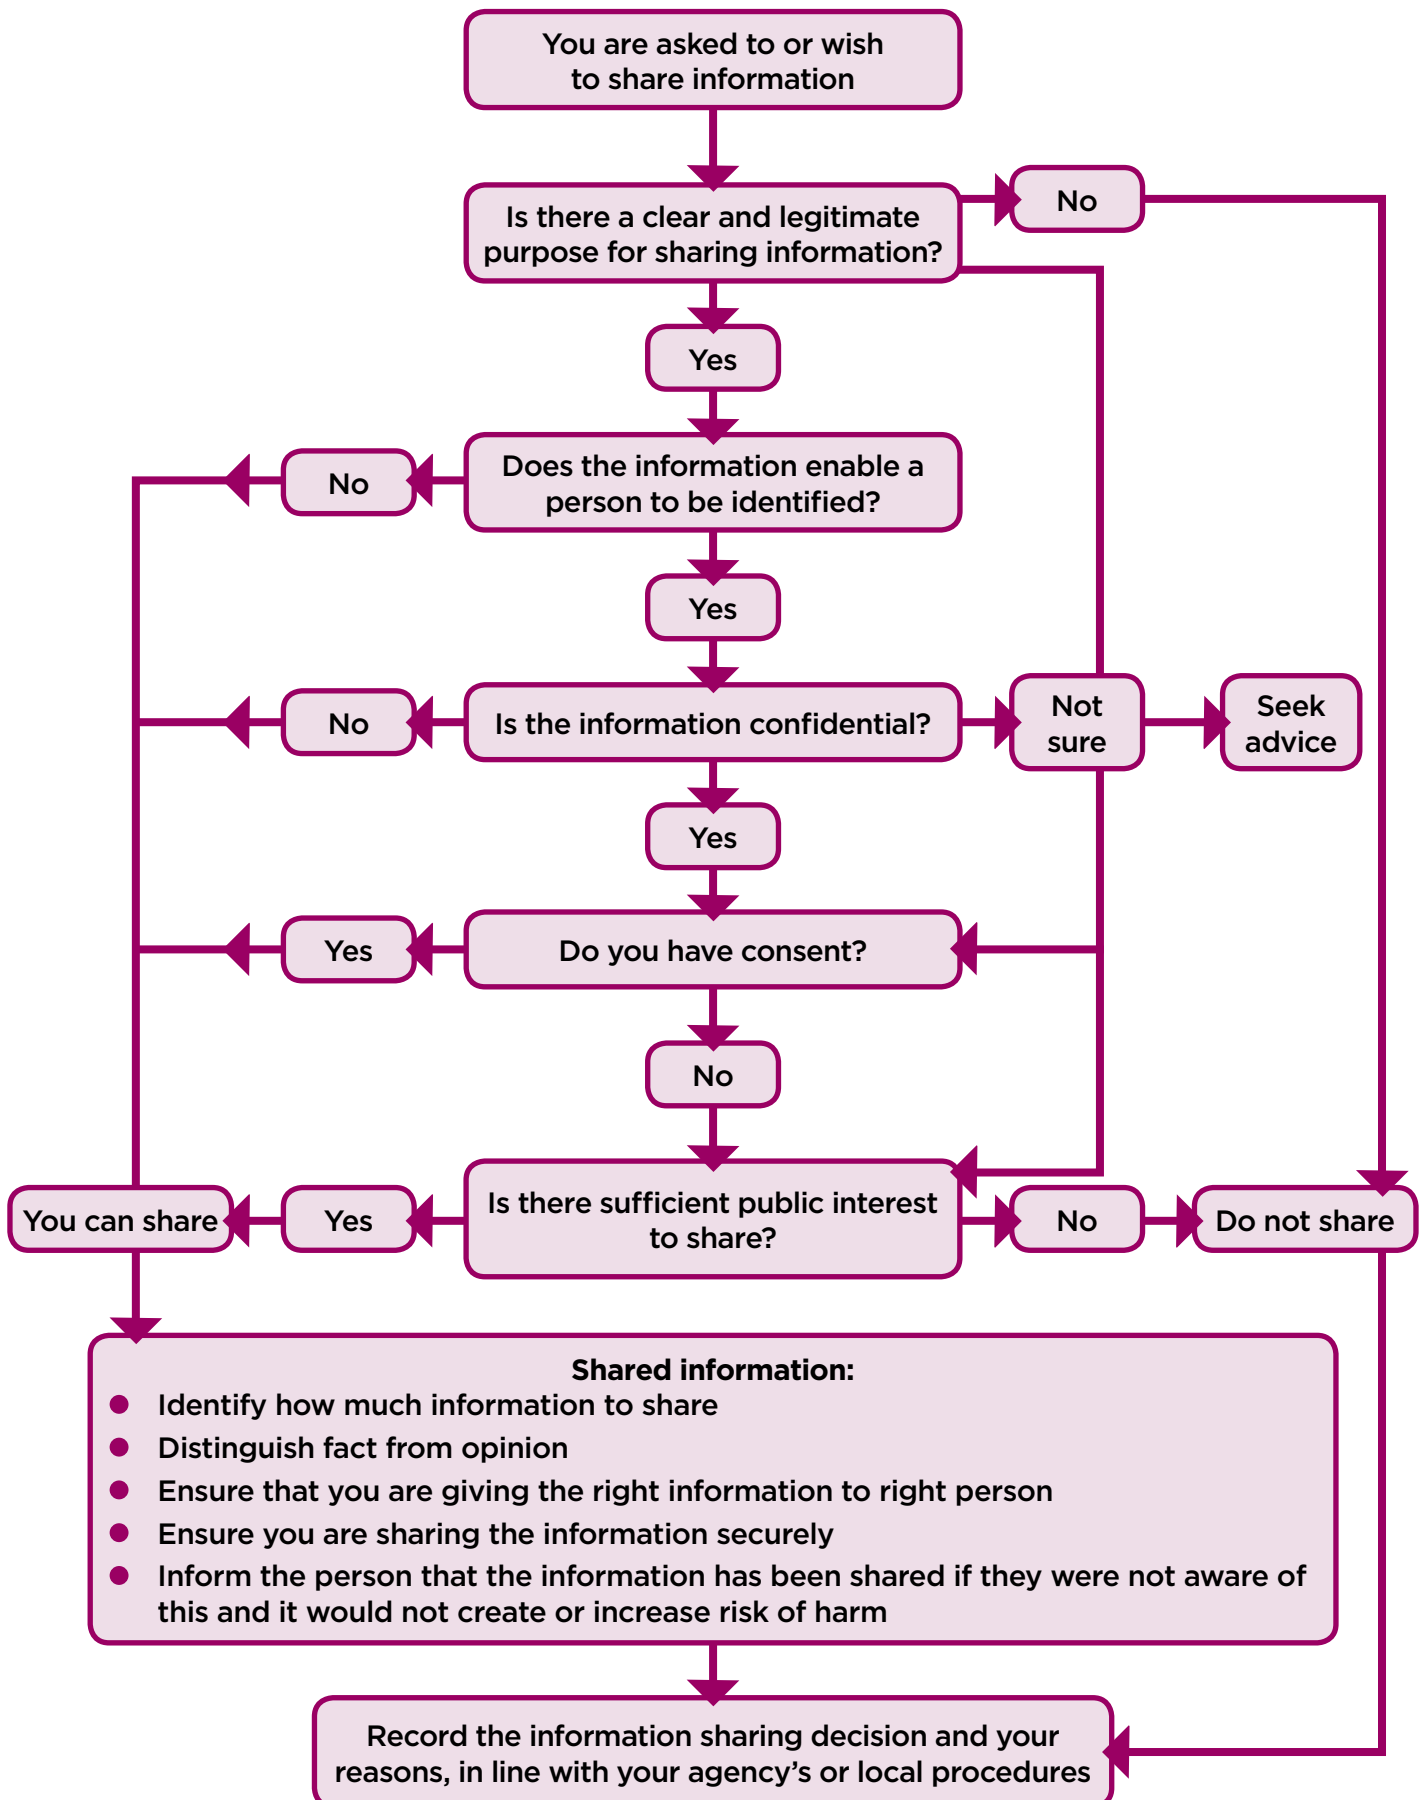 You are asked to or wish
to share information
Is there a clear and legitimate
purpose for sharing information?
No
Yes
Does the information enable a
person to be identified?
No
Yes
Is the information confidential?
No
Not
sure
Seek
advice
Yes
Do you have consent?
Yes
No
Is there sufficient public interest
to share?
Yes
You can share
No
Do not share
Shared information:
● Identify how much information to share
● Distinguish fact from opinion
● Ensure that you are giving the right information to right person
● Ensure you are sharing the information securely
● Inform the person that the information has been shared if they were not aware of
this and it would not create or increase risk of harm
Record the information sharing decision and your
reasons, in line with your agency’s or local procedures